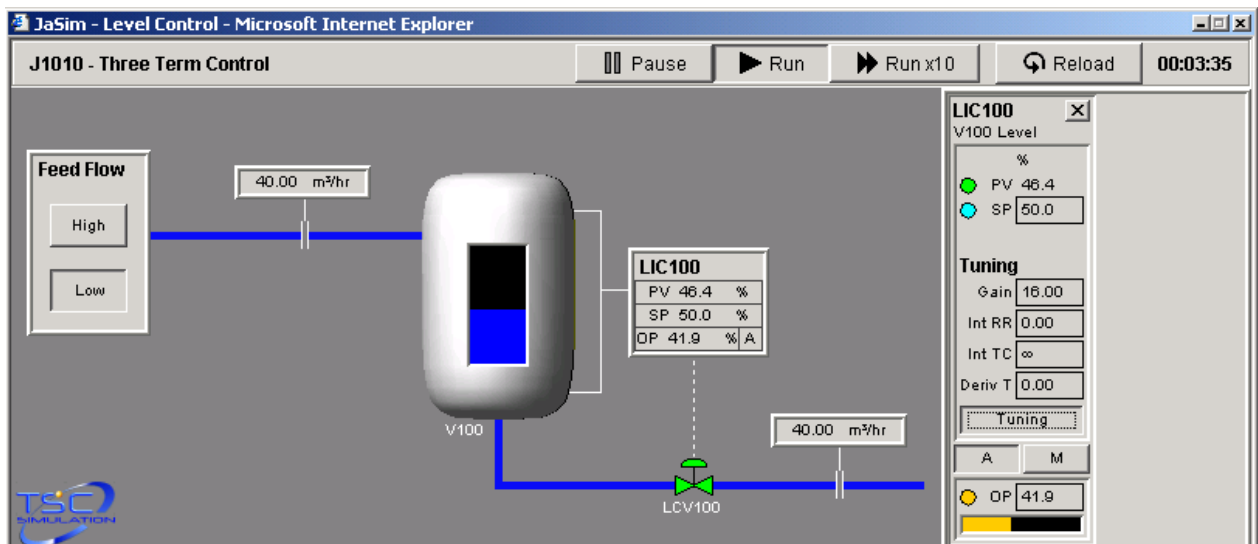 JaSim - Level Control - Microsoft Internet Explorer
J1010 - Three Term Control
Pause
Run
Run x10
Reload
00:03:35
Feed Flow
High
Low
40.00 m³/hr
V100
LIC100
PV 46.4 %
SP 50.0 %
OP 41.9 % A
40.00 m³/hr
LCV100
TSC
SIMULATION
LIC100
V100 Level
%
PV 46.4
SP 50.0
Tuning
Gain 16.00
Int RR 0.00
Int TC ∞
Deriv T 0.00
Tuning
A M
OP 41.9